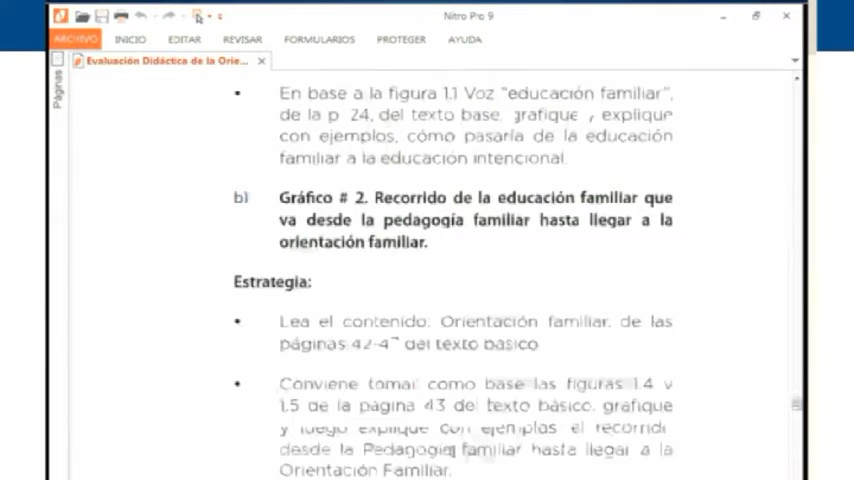 Nitro Pro 9
ARCHIVO INICIO EDITAR REVISAR FORMULARIOS PROTEGER AYUDA
Evaluación Didáctica de la Orie...
Páginas
• En base a la figura 1.1 Voz "educación familiar",
de la p 24, del texto base, grafique y explique
con ejemplos, cómo pasaría de la educación
familiar a la educación intencional.
b) Gráfico # 2. Recorrido de la educación familiar que
va desde la pedagogía familiar hasta llegar a la
orientación familiar.
Estrategia:
• Lea el contenido: Orientación familiar, de las
páginas 42-47 del texto básico
• Conviene tomar como base las figuras 1.4 y
1.5 de la página 43 del texto básico, grafique
y luego explique con ejemplos el recorrido
desde la Pedagogía familiar hasta llegar a la
Orientación Familiar.